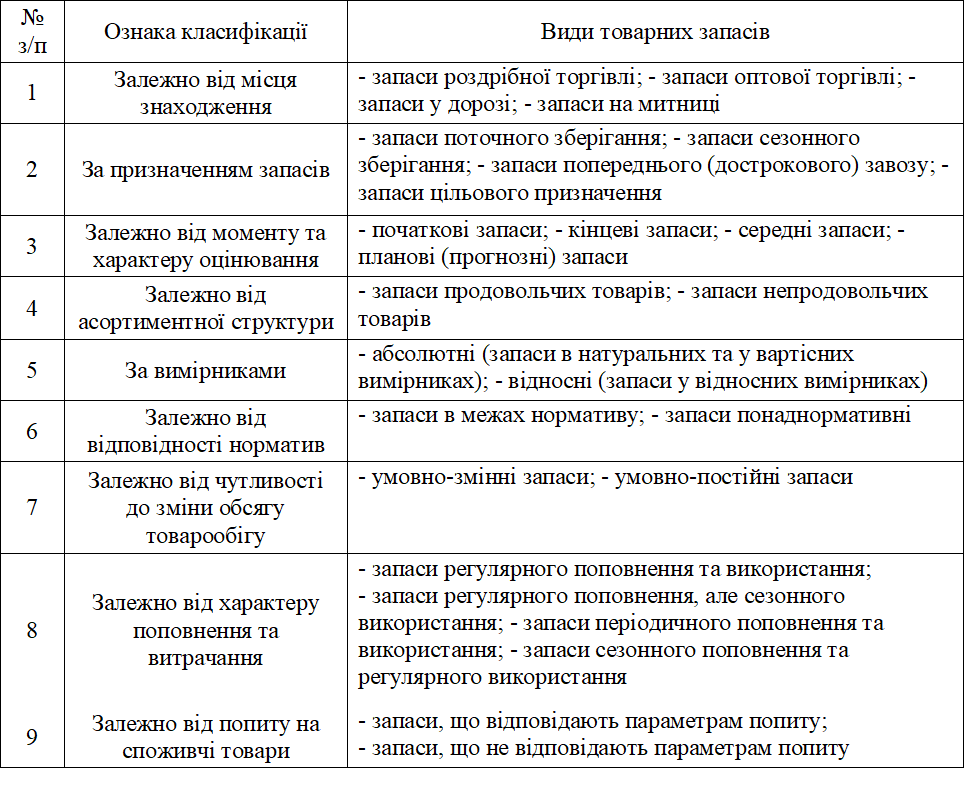 № з/п
Ознака класифікації
Види товарних запасів
1
Залежно від місця
знаходження
- запаси роздрібної торгівлі; - запаси оптової торгівлі; -
запаси у дорозі; - запаси на митниці
2
За призначенням запасів
- запаси поточного зберігання; - запаси сезонного
зберігання; - запаси попереднього (дострокового) завозу; -
запаси цільового призначення
3
Залежно від моменту та
характеру оцінювання
- початкові запаси; - кінцеві запаси; - середні запаси; -
планові (прогнозні) запаси
4
Залежно від
асортиментної структури
- запаси продовольчих товарів; - запаси непродовольчих
товарів
5
За вимірниками
- абсолютні (запаси в натуральних та у вартісних
вимірниках); - відносні (запаси у відносних вимірниках)
6
Залежно від
відповідності норматив
- запаси в межах нормативу; - запаси понаднормативні
7
Залежно від чутливості
до зміни обсягу
товарообігу
- умовно-змінні запаси; - умовно-постійні запаси
8
Залежно від характеру
поповнення та
витрачання
- запаси регулярного поповнення та використання;
- запаси регулярного поповнення, але сезонного
використання; - запаси періодичного поповнення та
використання; - запаси сезонного поповнення та
регулярного використання
9
Залежно від попиту на
споживчі товари
- запаси, що відповідають параметрам попиту;
- запаси, що не відповідають параметрам попиту